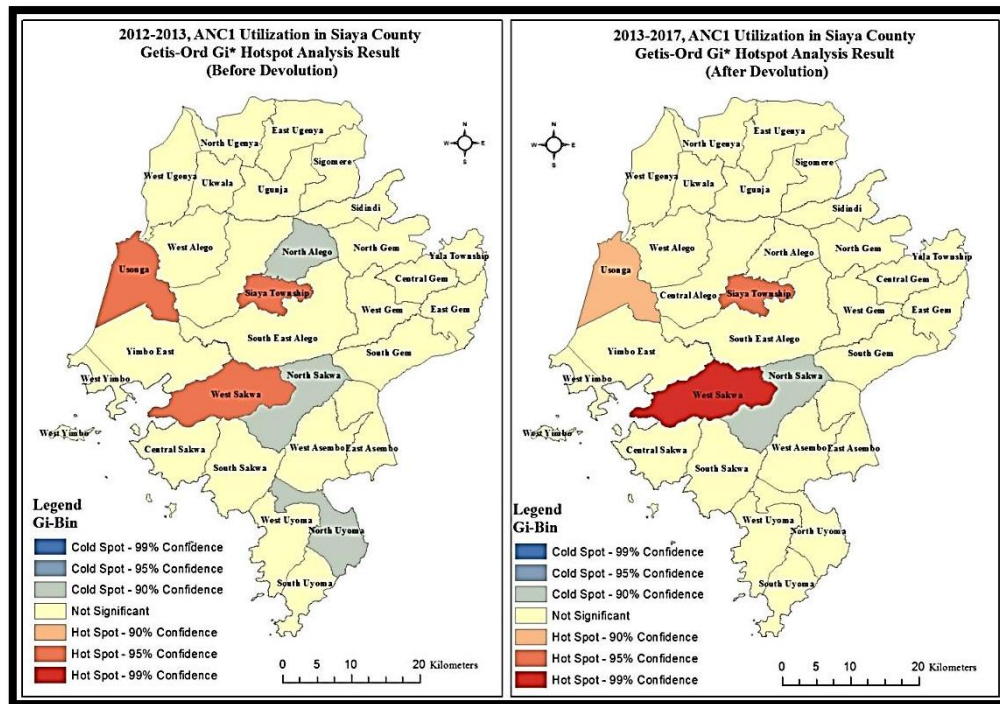 2012-2013, ANC1 Utilization in Siaya County
Getis-Ord Gi* Hotspot Analysis Result
(Before Devolution)
N
W E
S
East Ugenya
North Ugenya
Sigomere
West Ugenya
Ukwala
Ugunja
Sidindi
West Alego
North Alego
North Gem
Yala Township
Usonga
Central Gem
Siaya Township
West Gem
East Gem
South East Alego
Yimbo East
South Gem
North Sakwa
West Yimbo
West Sakwa
West Yimbo
Central Sakwa
West Asembo
East Asembo
South Sakwa
West Uyoma
North Uyoma
South Uyoma
Legend
Gi-Bin
Cold Spot - 99% Confidence
Cold Spot - 95% Confidence
Cold Spot - 90% Confidence
Not Significant
Hot Spot - 90% Confidence
Hot Spot - 95% Confidence
Hot Spot - 99% Confidence
0 5 10 20 Kilometers
2013-2017, ANC1 Utilization in Siaya County
Getis-Ord Gi* Hotspot Analysis Result
(After Devolution)
N
W E
S
East Ugenya
North Ugenya
Sigomere
West Ugenya
Ukwala
Ugunja
Sidindi
West Alego
North Alego
North Gem
Yala Township
Usonga
Central Gem
Central Alego
Siaya Township
West Gem
East Gem
South East Alego
Yimbo East
South Gem
North Sakwa
West Yimbo
West Sakwa
West Yimbo
Central Sakwa
West Asembo
East Asembo
South Sakwa
West Uyoma
North Uyoma
South Uyoma
Legend
Gi-Bin
Cold Spot - 99% Confidence
Cold Spot - 95% Confidence
Cold Spot - 90% Confidence
Not Significant
Hot Spot - 90% Confidence
Hot Spot - 95% Confidence
Hot Spot - 99% Confidence
0 5 10 20
Kilometers